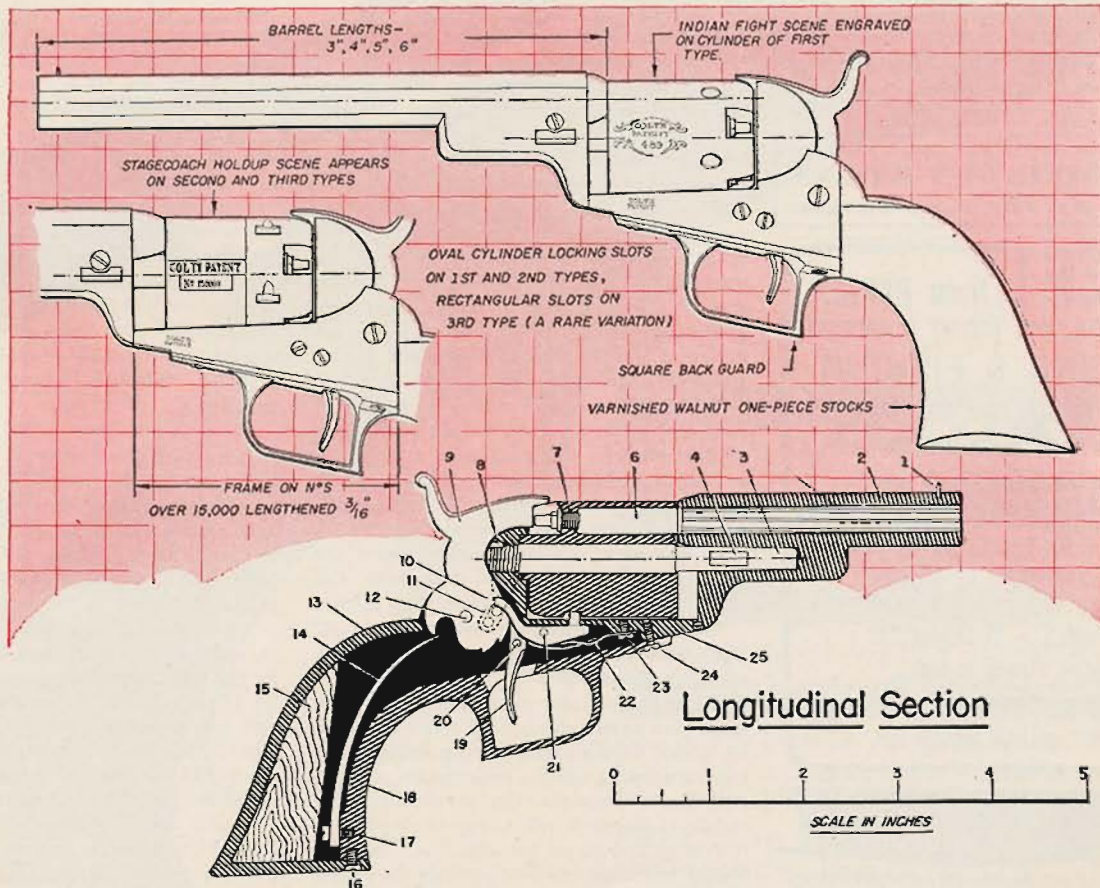 BARREL LENGTHS–
3", 4", 5", 6"
INDIAN FIGHT SCENE ENGRAVED
ON CYLINDER OF FIRST
TYPE.
COLTS
PATENT
STAGECOACH HOLDUP SCENE APPEARS
ON SECOND AND THIRD TYPES
COLTS PATENT
OVAL CYLINDER LOCKING SLOTS
ON 1ST AND 2ND TYPES,
RECTANGULAR SLOTS ON
3RD TYPE (A RARE VARIATION)
SQUARE BACK GUARD
VARNISHED WALNUT ONE-PIECE STOCKS
FRAME ON NOS
OVER 15,000 LENGTHENED 3/16"
9
8
7
6
4
3
2
1
10
11
12
13
14
15
20
19
21
22
23
24
25
18
17
16
Longitudinal Section
0 1 2 3 4 5
SCALE IN INCHES